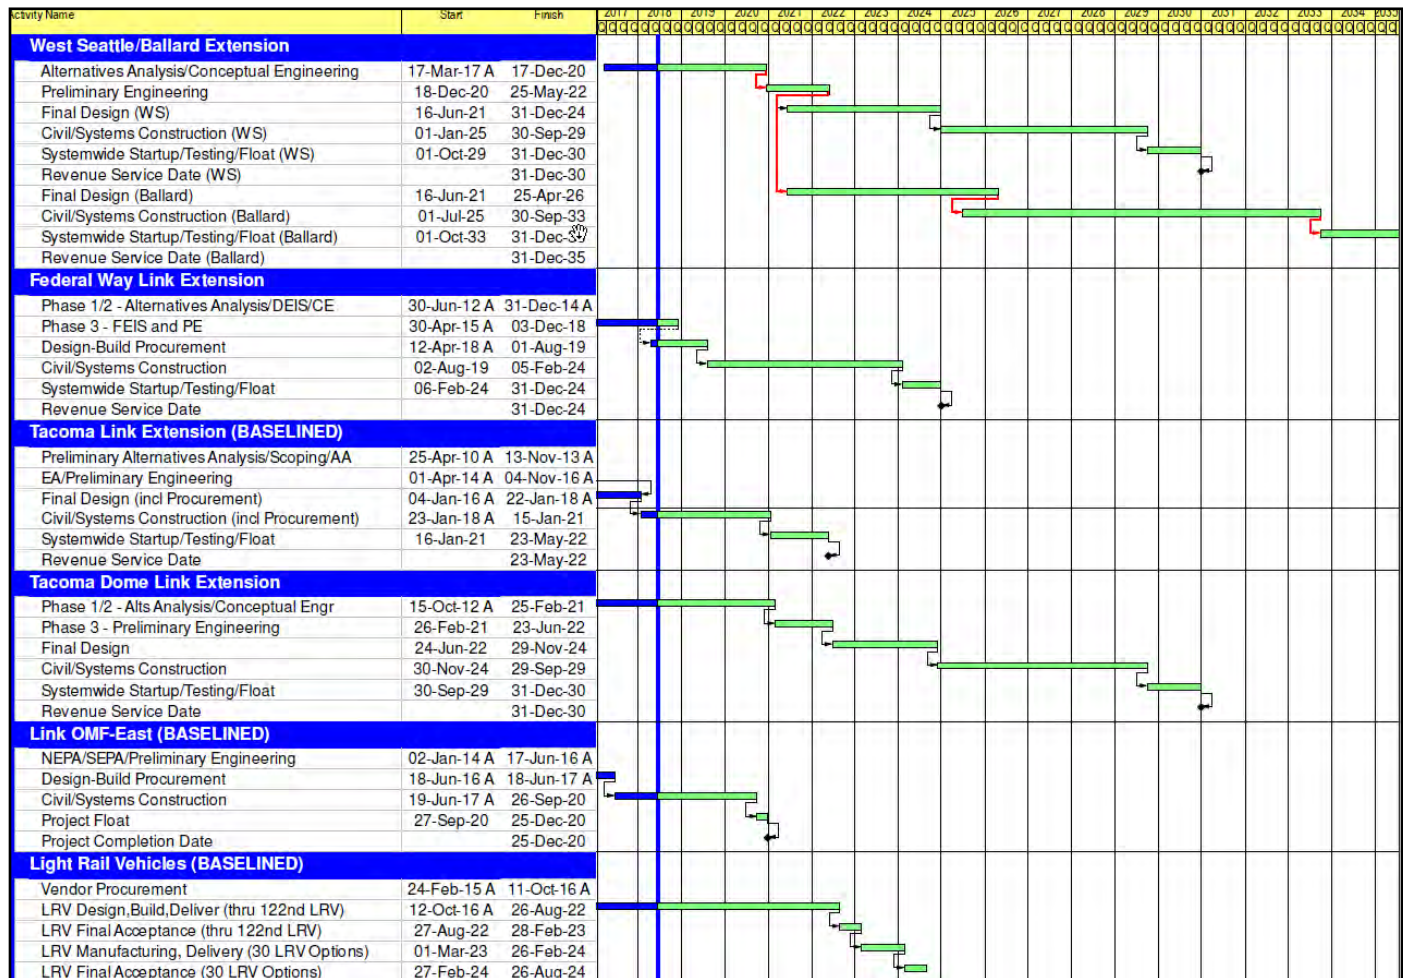 Activity Name Start Finish 2017 2018 2019 2020 2021 2022 2023 2024 2025 2026 2027 2028 2029 2030 2031 2032 2033 2034 2035
West Seattle/Ballard Extension
Alternatives Analysis/Conceptual Engineering 17-Mar-17 A 17-Dec-20
Preliminary Engineering 18-Dec-20 25-May-22
Final Design (WS) 16-Jun-21 31-Dec-24
Civil/Systems Construction (WS) 01-Jan-25 30-Sep-29
Systemwide Startup/Testing/Float (WS) 01-Oct-29 31-Dec-30
Revenue Service Date (WS) 31-Dec-30
Final Design (Ballard) 16-Jun-21 25-Apr-26
Civil/Systems Construction (Ballard) 01-Jul-25 30-Sep-33
Systemwide Startup/Testing/Float (Ballard) 01-Oct-33 31-Dec-35
Revenue Service Date (Ballard) 31-Dec-35
Federal Way Link Extension
Phase 1/2 - Alternatives Analysis/DEIS/CE 30-Jun-12 A 31-Dec-14 A
Phase 3 - FEIS and PE 30-Apr-15 A 03-Dec-18
Design-Build Procurement 12-Apr-18 A 01-Aug-19
Civil/Systems Construction 02-Aug-19 05-Feb-24
Systemwide Startup/Testing/Float 06-Feb-24 31-Dec-24
Revenue Service Date 31-Dec-24
Tacoma Link Extension (BASELINED)
Preliminary Alternatives Analysis/Scoping/AA 25-Apr-10 A 13-Nov-13 A
EA/Preliminary Engineering 01-Apr-14 A 04-Nov-16 A
Final Design (incl Procurement) 04-Jan-16 A 22-Jan-18 A
Civil/Systems Construction (incl Procurement) 23-Jan-18 A 15-Jan-21
Systemwide Startup/Testing/Float 16-Jan-21 23-May-22
Revenue Service Date 23-May-22
Tacoma Dome Link Extension
Phase 1/2 - Alts Analysis/Conceptual Engr 15-Oct-12 A 25-Feb-21
Phase 3 - Preliminary Engineering 26-Feb-21 23-Jun-22
Final Design 24-Jun-22 29-Nov-24
Civil/Systems Construction 30-Nov-24 29-Sep-29
Systemwide Startup/Testing/Float 30-Sep-29 31-Dec-30
Revenue Service Date 31-Dec-30
Link OMF-East (BASELINED)
NEPA/SEPA/Preliminary Engineering 02-Jan-14 A 17-Jun-16 A
Design-Build Procurement 18-Jun-16 A 18-Jun-17 A
Civil/Systems Construction 19-Jun-17 A 26-Sep-20
Project Float 27-Sep-20 25-Dec-20
Project Completion Date 25-Dec-20
Light Rail Vehicles (BASELINED)
Vendor Procurement 24-Feb-15 A 11-Oct-16 A
LRV Design,Build,Deliver (thru 122nd LRV) 12-Oct-16 A 26-Aug-22
LRV Final Acceptance (thru 122nd LRV) 27-Aug-22 28-Feb-23
LRV Manufacturing, Delivery (30 LRV Options) 01-Mar-23 26-Feb-24
LRV Final Acceptance (30 LRV Options) 27-Feb-24 26-Aug-24